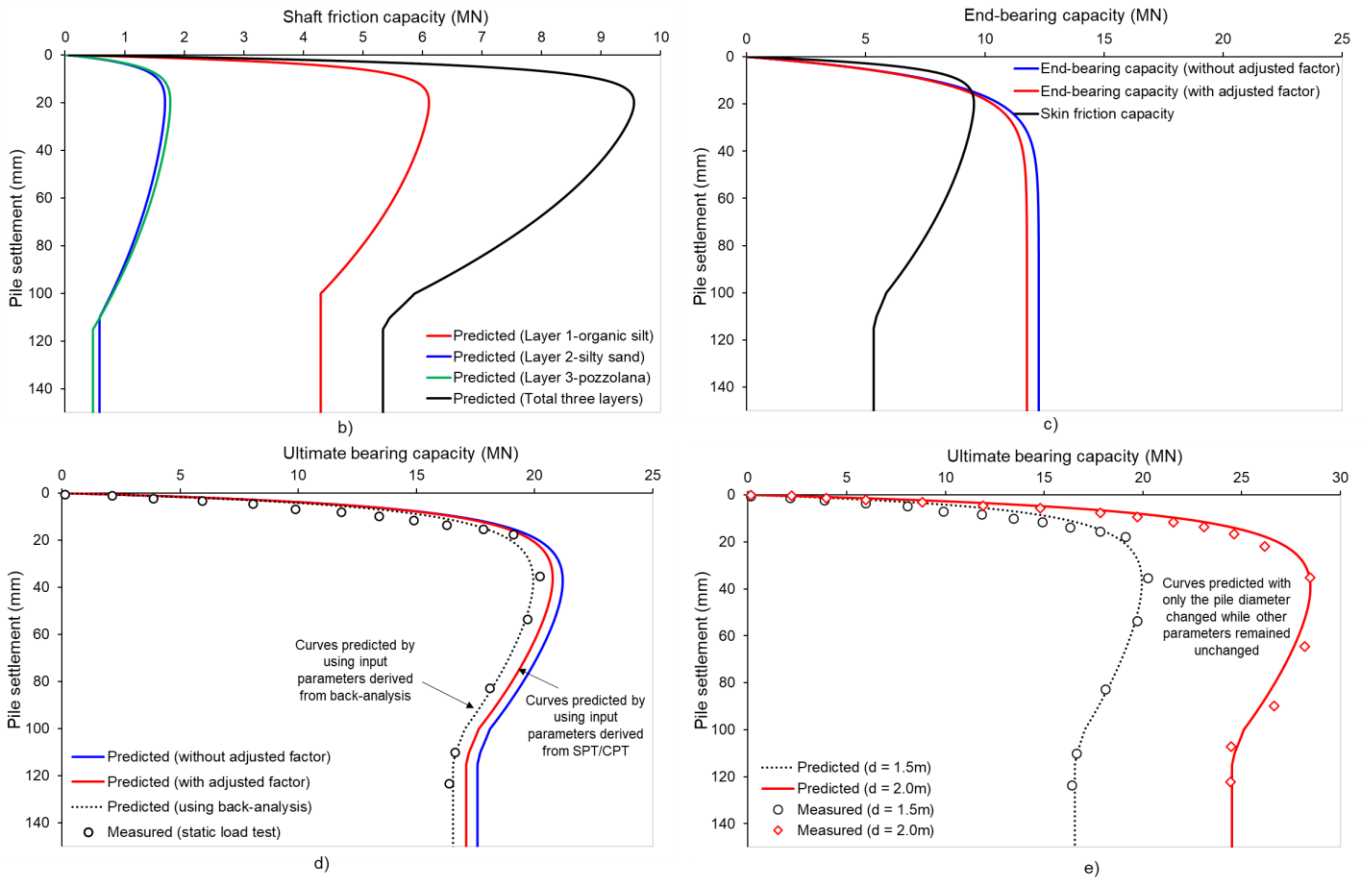 Shaft friction capacity (MN)
0 1 2 3 4 5 6 7 8 9 10
Pile settlement (mm)
0
20
40
60
80
100
120
140
Predicted (Layer 1-organic silt)
Predicted (Layer 2-silty sand)
Predicted (Layer 3-pozzolana)
Predicted (Total three layers)
b)
End-bearing capacity (MN)
0 5 10 15 20 25
Pile settlement (mm)
0
20
40
60
80
100
120
140
End-bearing capacity (without adjusted factor)
End-bearing capacity (with adjusted factor)
Skin friction capacity
c)
Ultimate bearing capacity (MN)
0 5 10 15 20 25
Pile settlement (mm)
0
20
40
60
80
100
120
140
Curves predicted by
using input
parameters derived
from back-analysis
Curves predicted by
using input
parameters derived
from SPT/CPT
Predicted (without adjusted factor)
Predicted (with adjusted factor)
Predicted (using back-analysis)
Measured (static load test)
d)
Ultimate bearing capacity (MN)
0 5 10 15 20 25 30
Pile settlement (mm)
0
20
40
60
80
100
120
140
Curves predicted with
only the pile diameter
changed while other
parameters remained
unchanged
Predicted (d = 1.5m)
Predicted (d = 2.0m)
Measured (d = 1.5m)
Measured (d = 2.0m)
e)